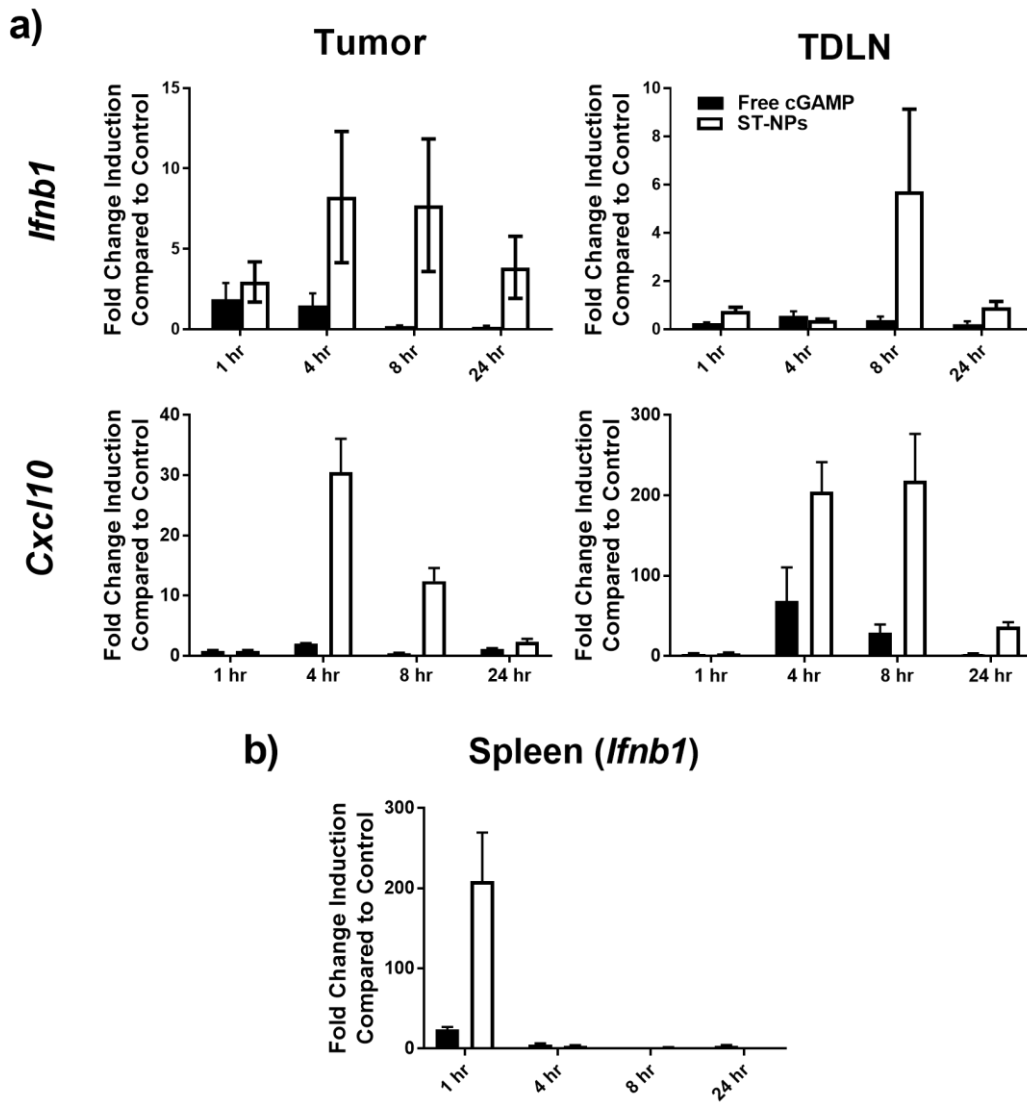 a)
Tumor
TDLN
Ifnb1
Fold Change Induction
Compared to Control
15
10
5
0
1 hr
4 hr
8 hr
24 hr
Fold Change Induction
Compared to Control
10
8
6
4
2
0
Free cGAMP
ST-NPs
1 hr
4 hr
8 hr
24 hr
Cxcl10
Fold Change Induction
Compared to Control
40
30
20
10
0
1 hr
4 hr
8 hr
24 hr
Fold Change Induction
Compared to Control
300
200
100
0
1 hr
4 hr
8 hr
24 hr
b)
Spleen (Ifnb1)
Fold Change Induction
Compared to Control
300
200
100
0
1 hr
4 hr
8 hr
24 hr